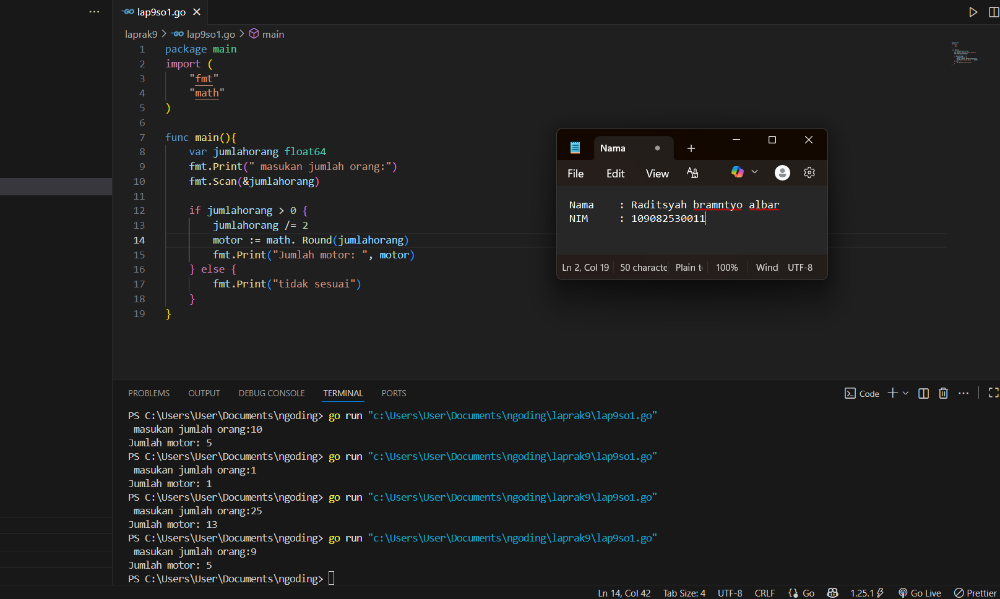 lap9so1.go
laprak9 > lap9so1.go > main
1 package main
2 import (
3 "fmt"
4 "math"
5 )
6
7 func main(){
8 var jumlahorang float64
9 fmt.Print(" masukan jumlah orang:")
10 fmt.Scan(&jumlahorang)
11
12 if jumlahorang > 0 {
13 jumlahorang /= 2
14 motor := math. Round(jumlahorang)
15 fmt.Print("Jumlah motor: ", motor)
16 } else {
17 fmt.Print("tidak sesuai")
18 }
19 }
Nama
File Edit View
Nama : Raditsyah bramntyo albar
NIM : 109082530011
Ln 2, Col 19 50 characte Plain t 100% Wind UTF-8
PROBLEMS OUTPUT DEBUG CONSOLE TERMINAL PORTS
Code
PS C:\Users\User\Documents\ngoding> go run "c:\Users\User\Documents\ngoding\laprak9\lap9so1.go"
masukan jumlah orang:10
Jumlah motor: 5
PS C:\Users\User\Documents\ngoding> go run "c:\Users\User\Documents\ngoding\laprak9\lap9so1.go"
masukan jumlah orang:1
Jumlah motor: 1
PS C:\Users\User\Documents\ngoding> go run "c:\Users\User\Documents\ngoding\laprak9\lap9so1.go"
masukan jumlah orang:25
Jumlah motor: 13
PS C:\Users\User\Documents\ngoding> go run "c:\Users\User\Documents\ngoding\laprak9\lap9so1.go"
masukan jumlah orang:9
Jumlah motor: 5
PS C:\Users\User\Documents\ngoding>
Ln 14, Col 42 Tab Size: 4 UTF-8 CRLF Go 1.25.1 Go Live Prettier